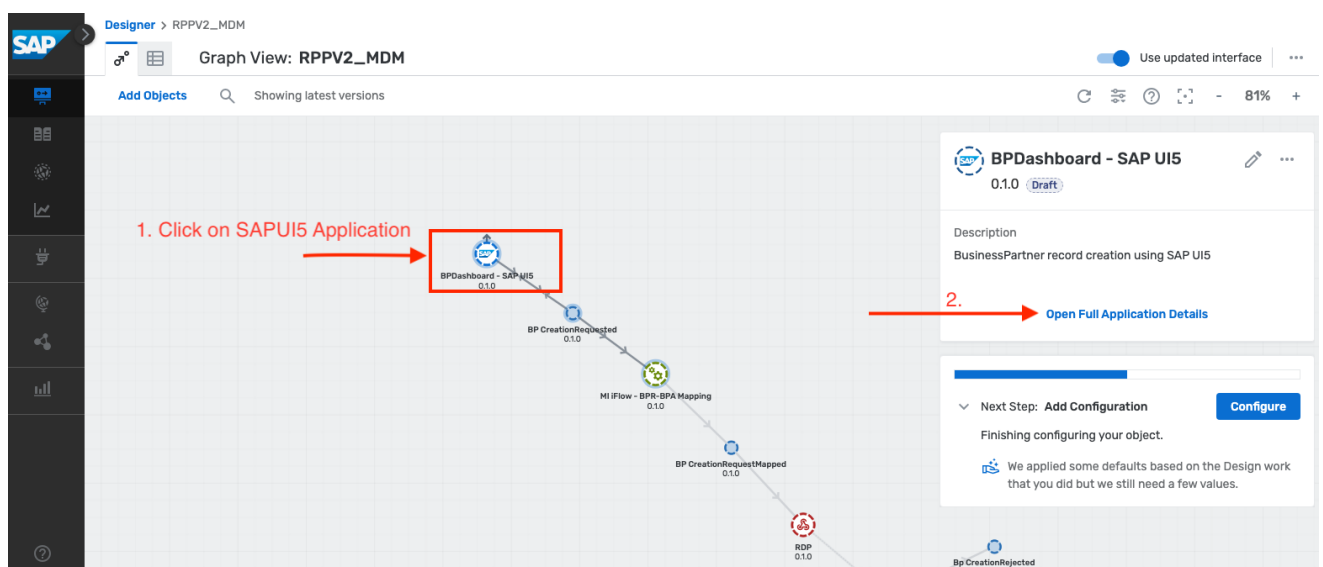 Designer > RPPV2_MDM
SAP
Graph View: RPPV2_MDM
Use updated interface
Add Objects
Showing latest versions
- 81% +
BPDashboard - SAP UI5
0.1.0 Draft
1. Click on SAPUI5 Application
Description
BusinessPartner record creation using SAP UI5
SAP
BPDashboard - SAP UI5
0.1.0
2.
Open Full Application Details
BP CreationRequested
0.1.0
MI iFlow - BPR-BPA Mapping
0.1.0
Next Step: Add Configuration
Configure
Finishing configuring your object.
BP CreationRequestMapped
0.1.0
We applied some defaults based on the Design work
that you did but we still need a few values.
RDP
0.1.0
Bp CreationRejected